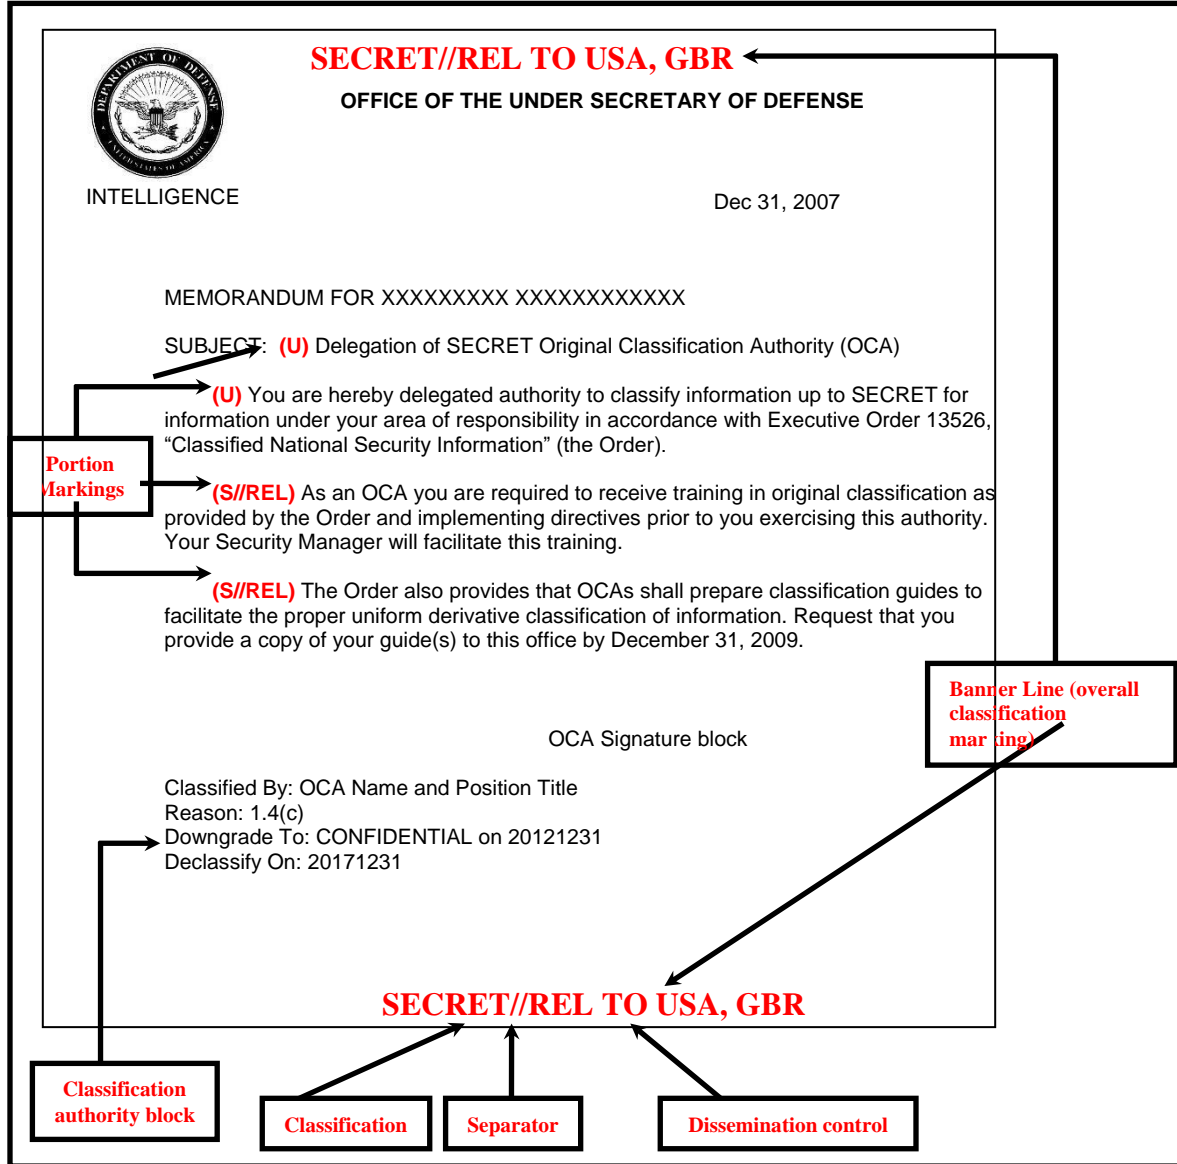 SECRET//REL TO USA, GBR
OFFICE OF THE UNDER SECRETARY OF DEFENSE
DEPARTMENT OF DEFENSE
UNITED STATES OF AMERICA
INTELLIGENCE
Dec 31, 2007
MEMORANDUM FOR XXXXXXXXX XXXXXXXXXXXX
SUBJECT: (U) Delegation of SECRET Original Classification Authority (OCA)
(U) You are hereby delegated authority to classify information up to SECRET for
information under your area of responsibility in accordance with Executive Order 13526,
“Classified National Security Information” (the Order).
Portion
Markings
(S//REL) As an OCA you are required to receive training in original classification as
provided by the Order and implementing directives prior to you exercising this authority.
Your Security Manager will facilitate this training.
(S//REL) The Order also provides that OCAs shall prepare classification guides to
facilitate the proper uniform derivative classification of information. Request that you
provide a copy of your guide(s) to this office by December 31, 2009.
Banner Line (overall
classification
marking)
OCA Signature block
Classified By: OCA Name and Position Title
Reason: 1.4(c)
Downgrade To: CONFIDENTIAL on 20121231
Declassify On: 20171231
SECRET//REL TO USA, GBR
Classification
authority block
Classification
Separator
Dissemination control